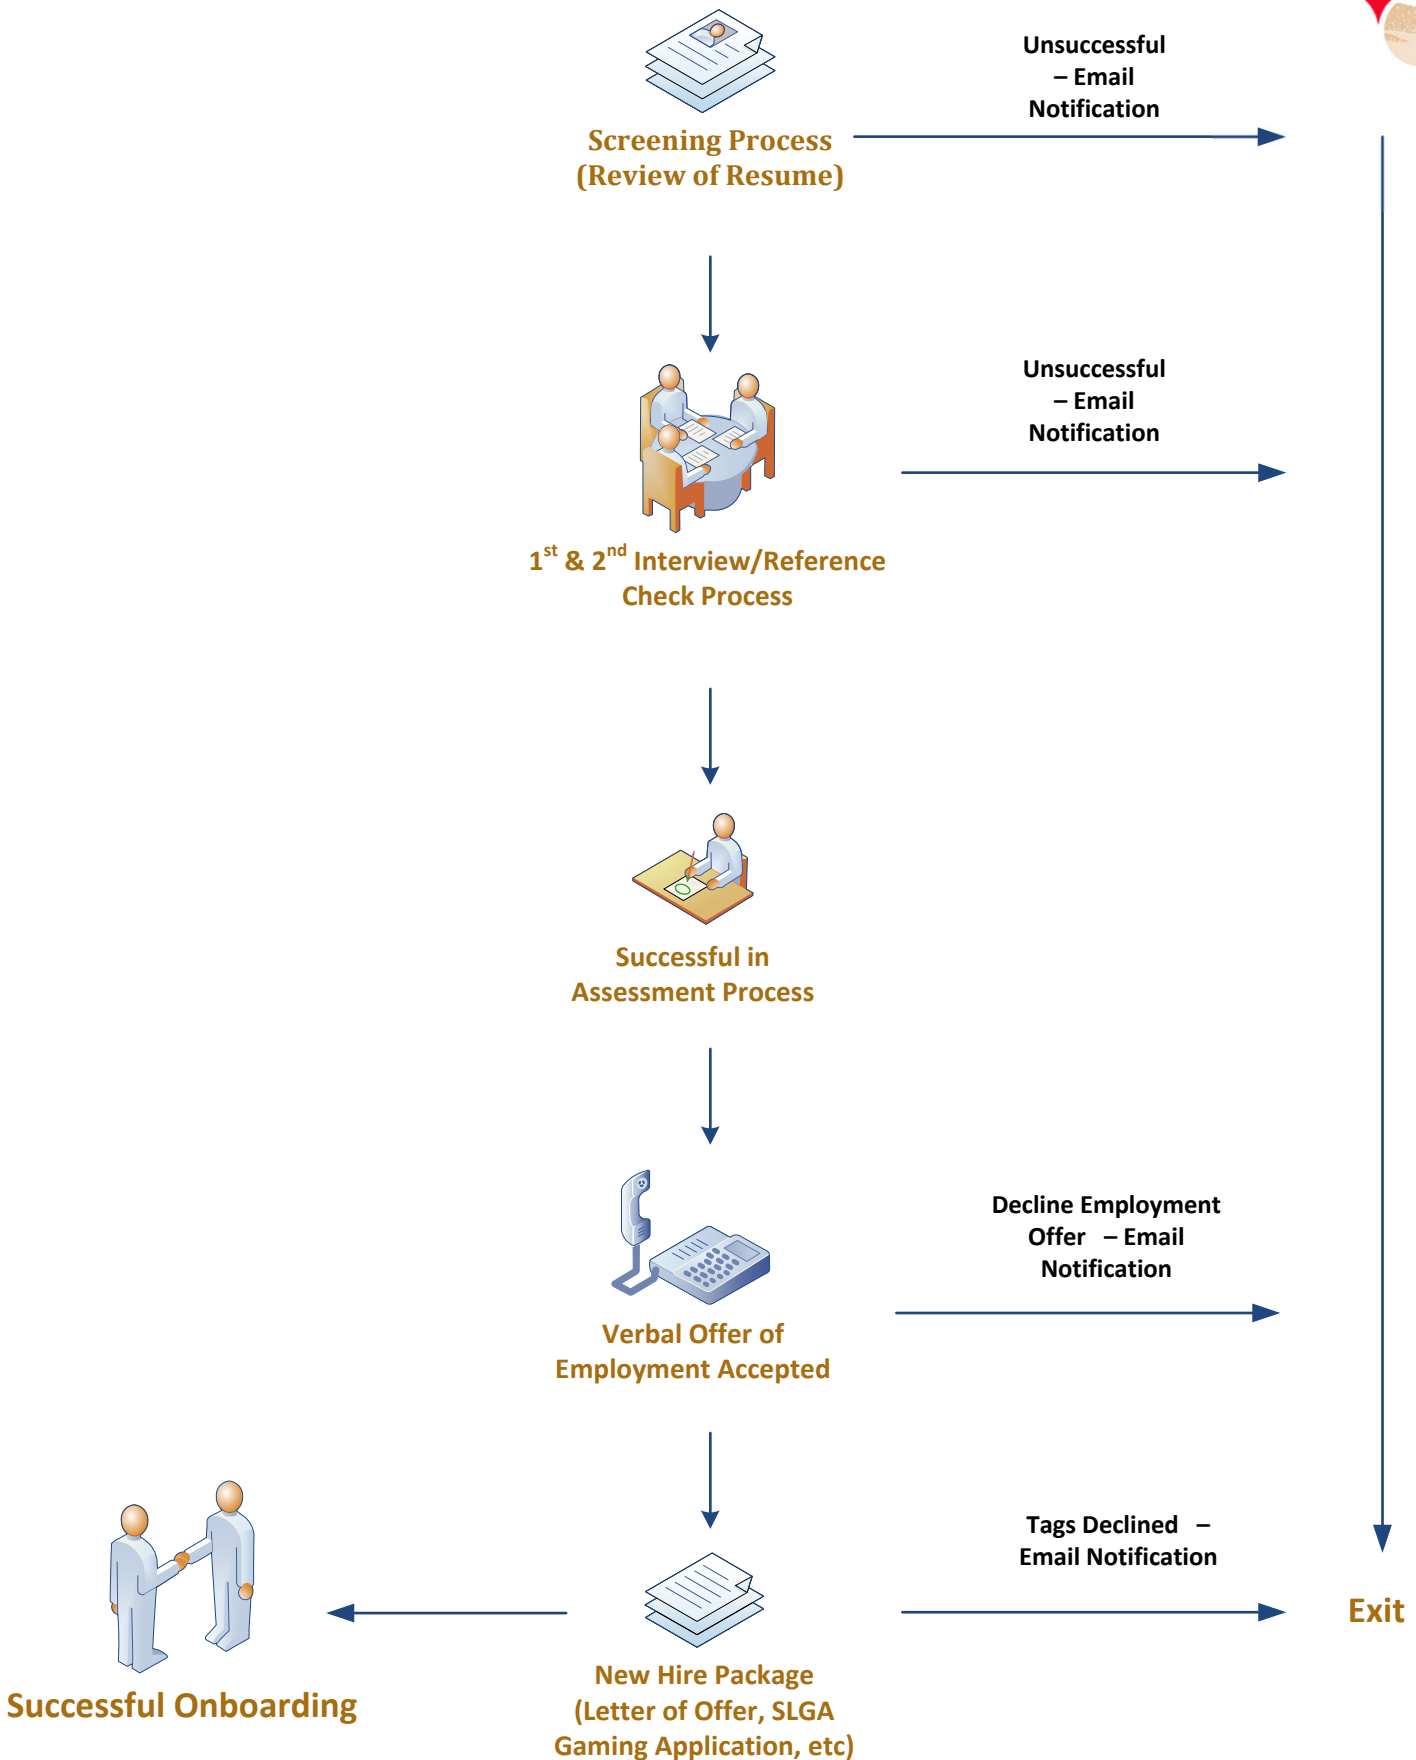 Unsuccessful
– Email
Notification
Screening Process
(Review of Resume)
Unsuccessful
– Email
Notification
1st & 2nd Interview/Reference
Check Process
Successful in
Assessment Process
Decline Employment
Offer – Email
Notification
Verbal Offer of
Employment Accepted
Tags Declined –
Email Notification
Exit
New Hire Package
(Letter of Offer, SLGA
Gaming Application, etc)
Successful Onboarding